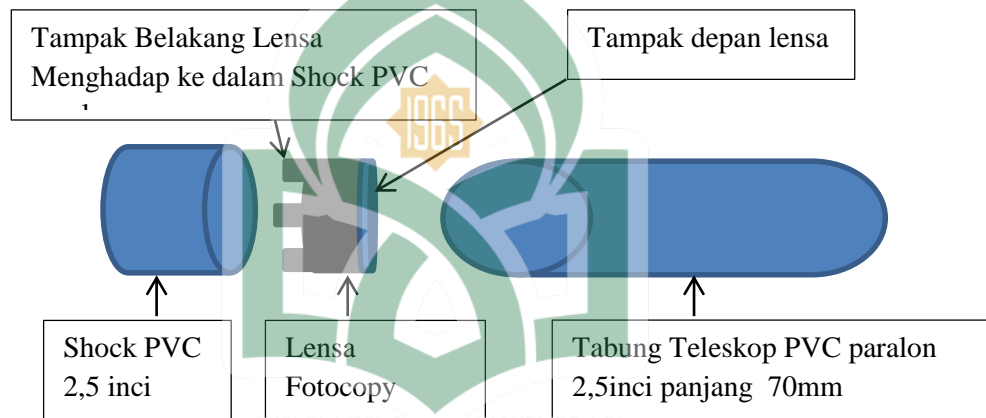 Tampak Belakang Lensa
Menghadap ke dalam Shock PVC
Tampak depan lensa
1965
Shock PVC
2,5 inci
Lensa
Fotocopy
Tabung Teleskop PVC paralon
2,5inci panjang 70mm